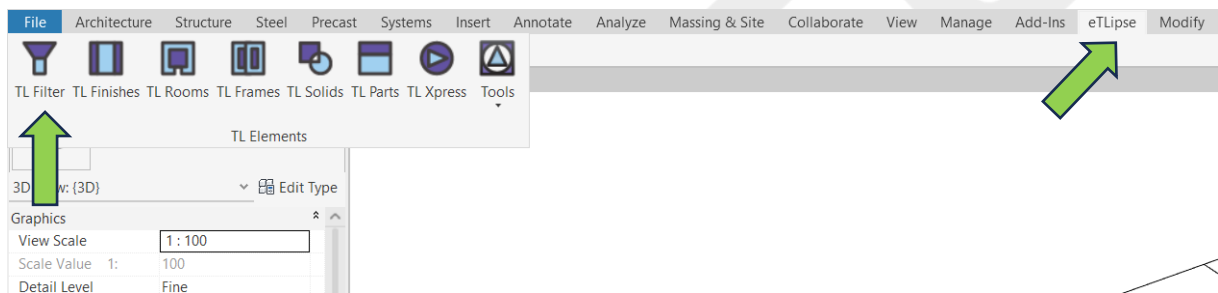 File Architecture Structure Steel Precast Systems Insert Annotate Analyze Massing & Site Collaborate View Manage Add-Ins eTLipse Modify
TL Filter TL Finishes TL Rooms TL Frames TL Solids TL Parts TL Xpress Tools
TL Elements
3D {3D} Edit Type
Graphics
View Scale 1 : 100
Scale Value 1: 100
Detail Level Fine